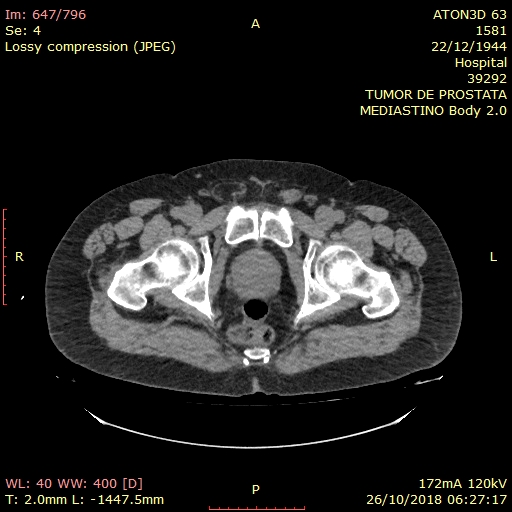 Im: 647/796
Se: 4
Lossy compression (JPEG)
A
ATON3D 63
1581
22/12/1944
Hospital
39292
TUMOR DE PROSTATA
MEDIASTINO Body 2.0
R
L
WL: 40 WW: 400 [D]
T: 2.0mm L: -1447.5mm
P
172mA 120kV
26/10/2018 06:27:17